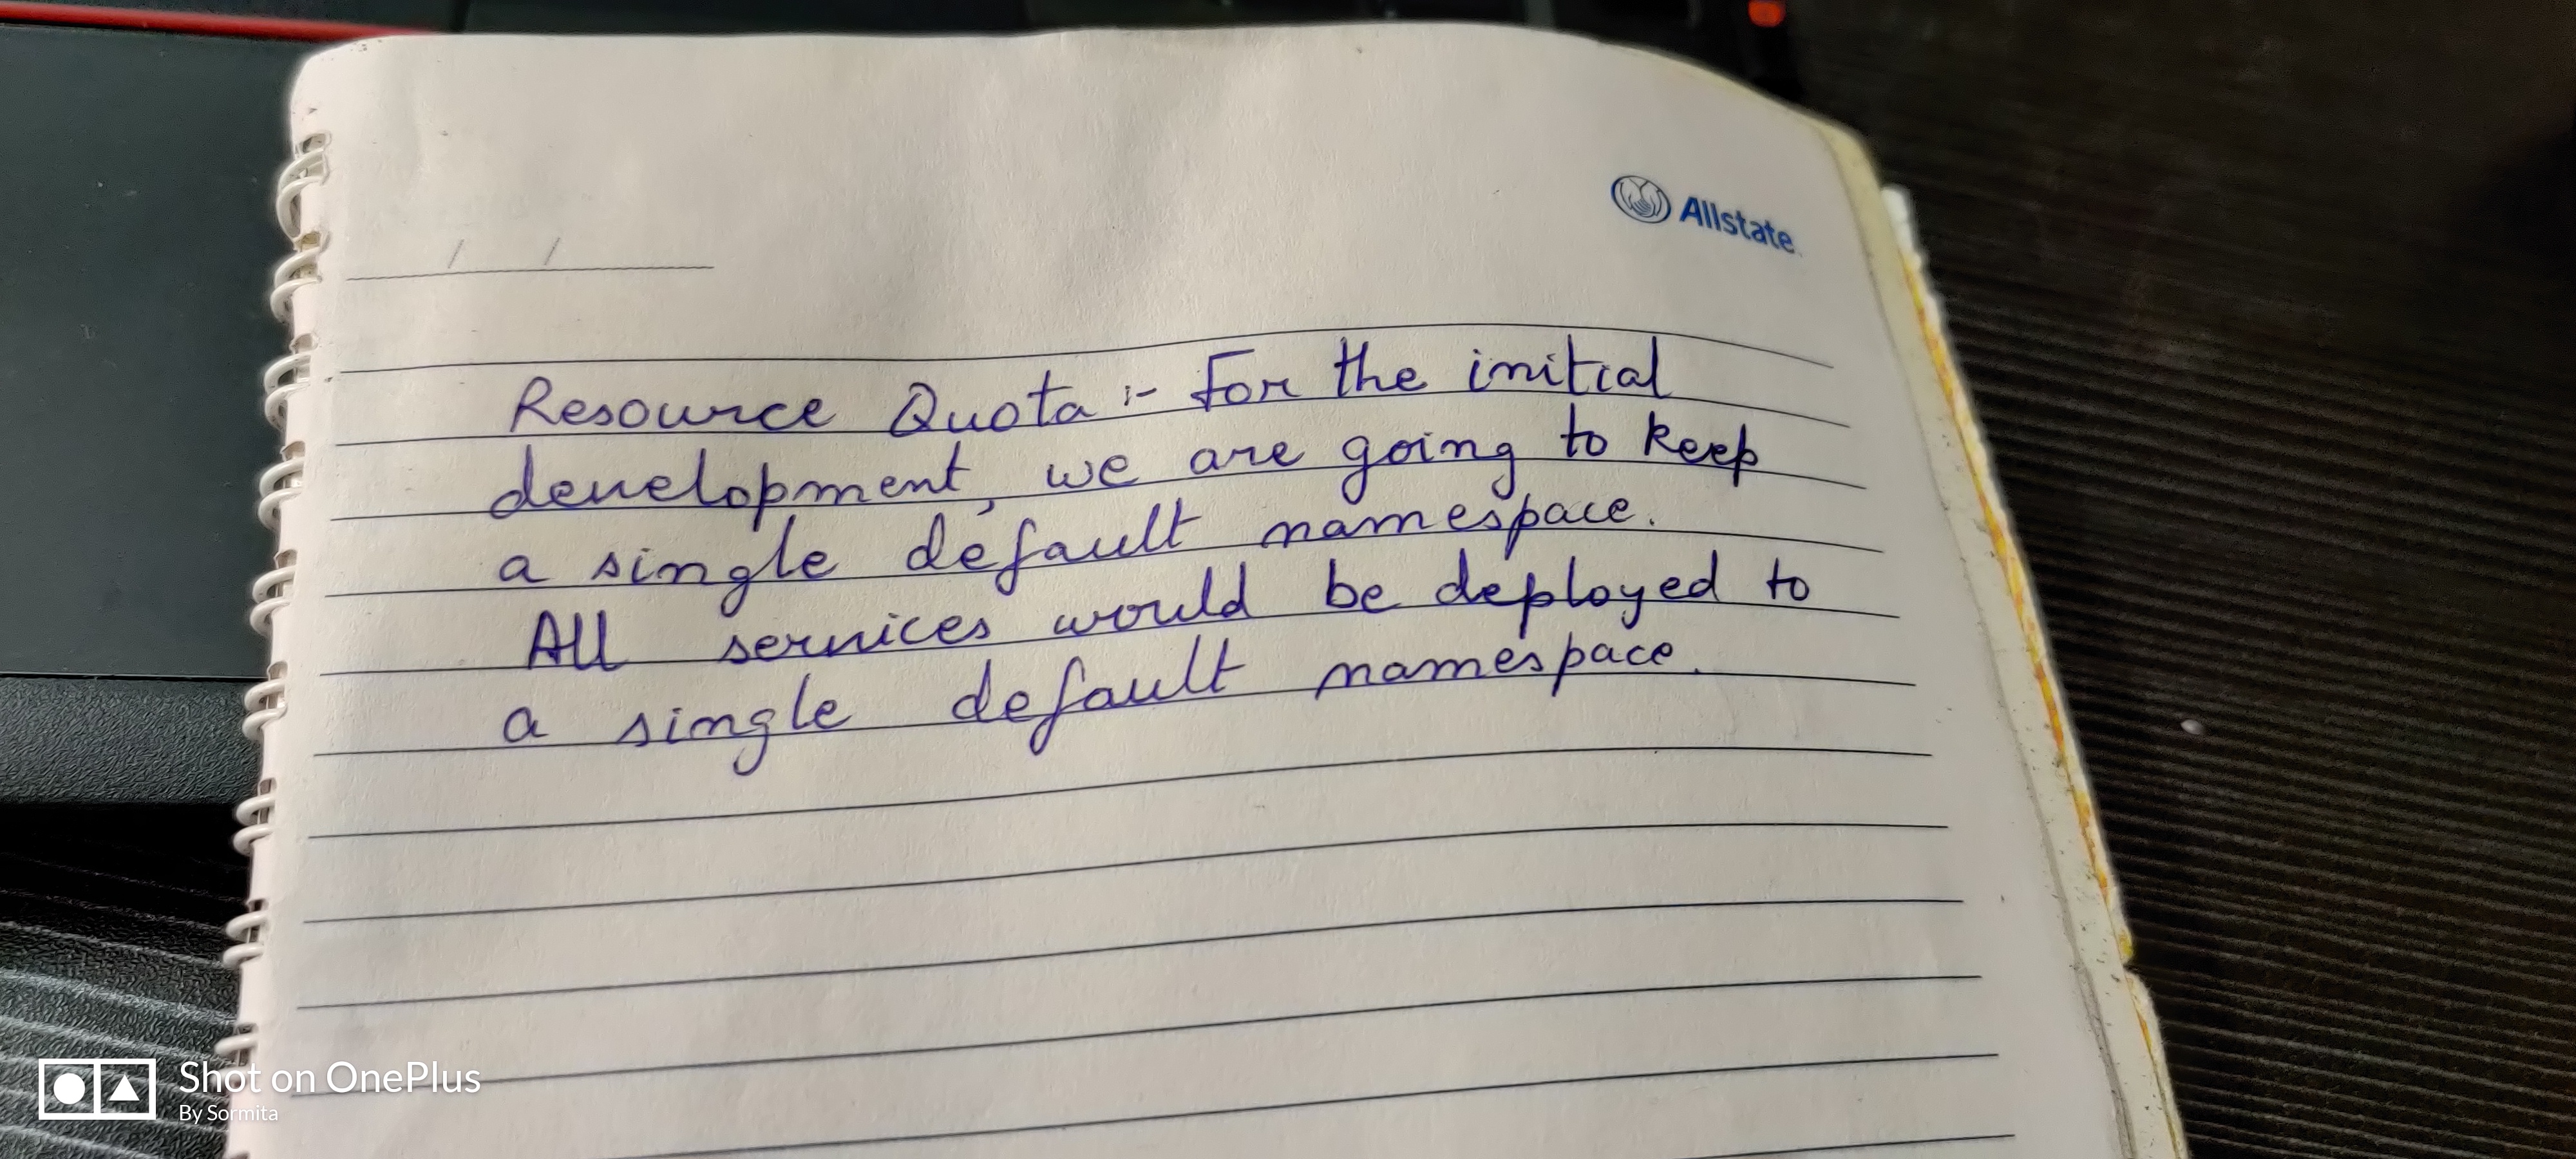 Allstate
/ /
Resource Quota :- For the initial
development, we are going to keep
a single default namespace.
All services would be deployed to
a single default namespace.
Shot on OnePlus
By Sormita